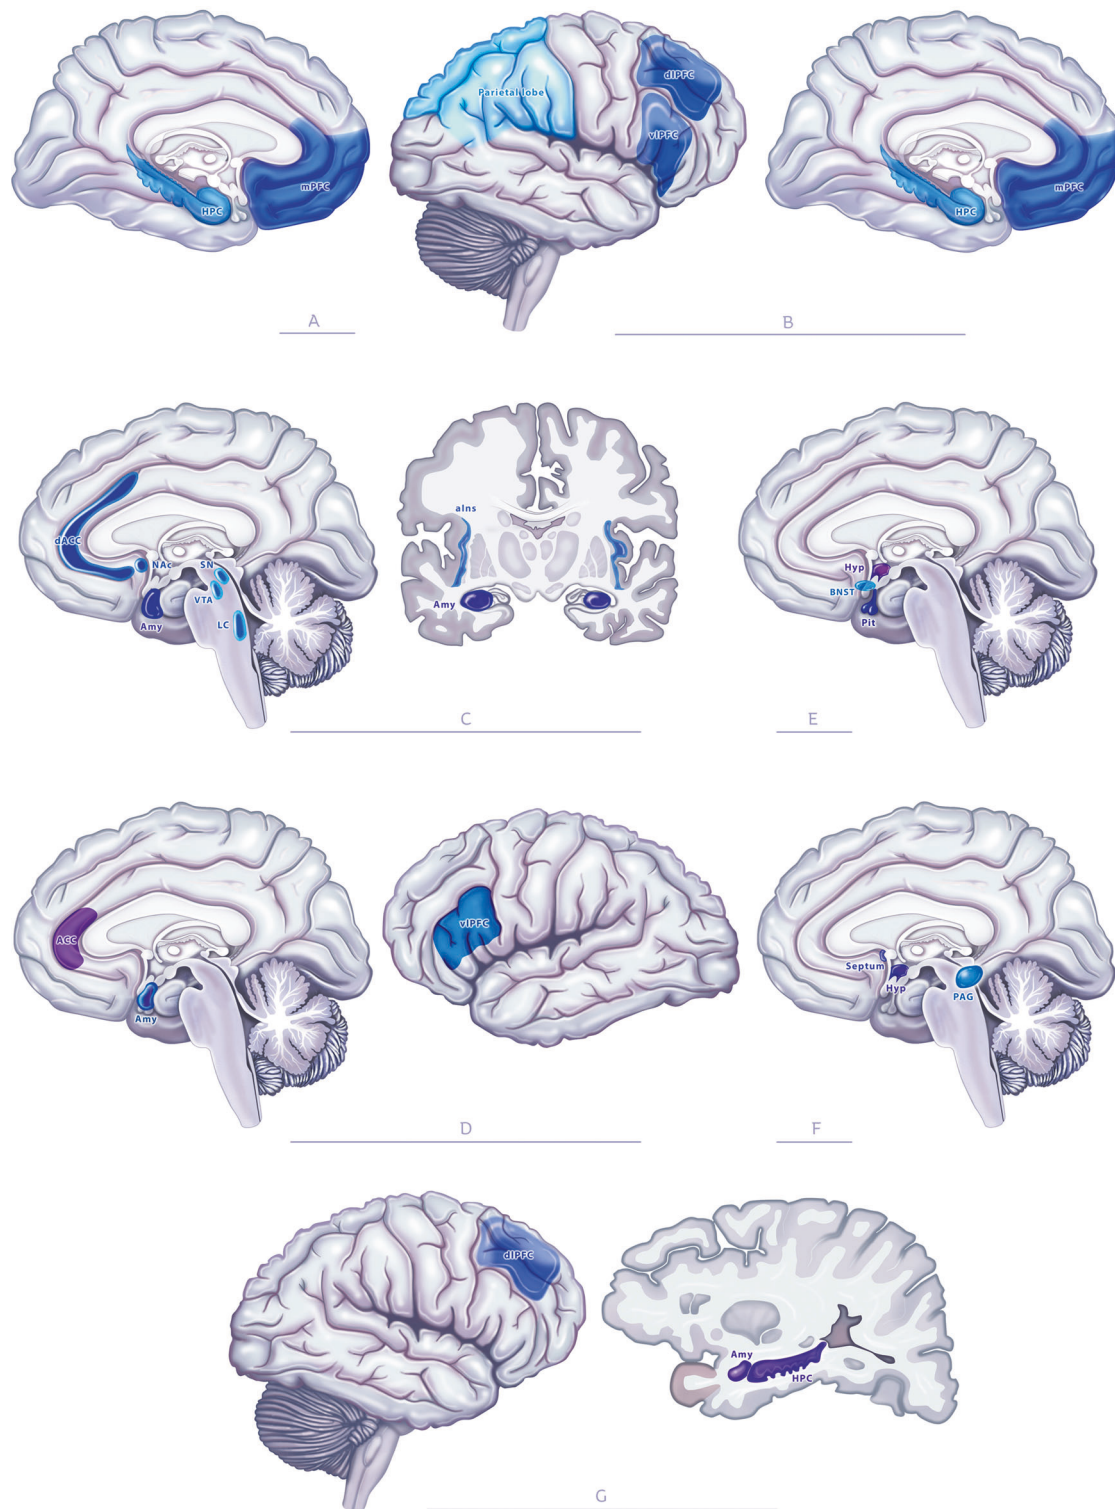 Parietal lobe
dlPFC
vlPFC
mPFC
HPC
mPFC
HPC
A
B
aIns
dACC
NAc
SN
VTA
Amy
LC
Amy
Hyp
BNST
Pit
C
E
ACC
Amy
vlPFC
Septum
Hyp
PAG
D
F
dlPFC
Amy
HPC
G